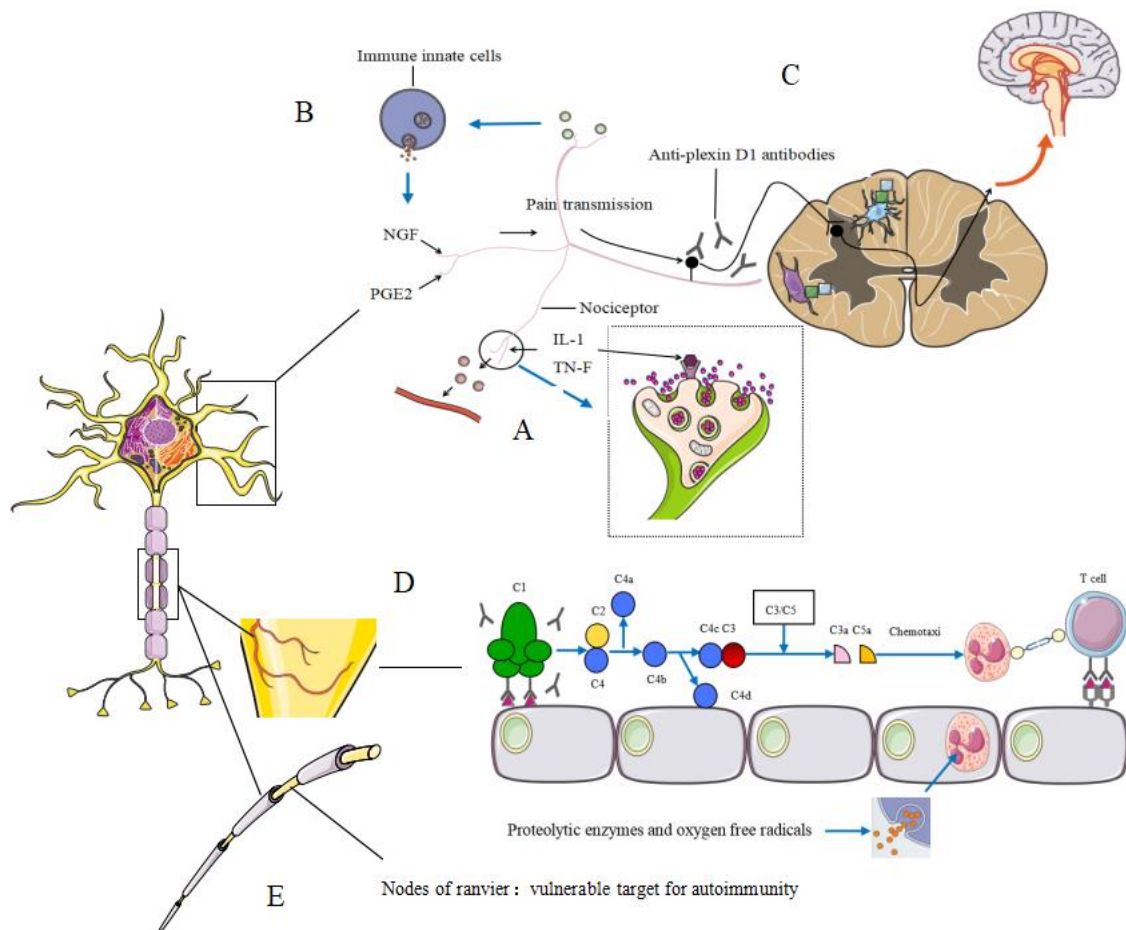 Immune innate cells
B
C
Anti-plexin D1 antibodies
Pain transmission
NGF
PGE2
Nociceptor
IL-1
TN-F
A
D
C1
C4a
C2
C4
C4b
C4c C3
C4d
C3/C5
C3a C5a
Chemotaxi
T cell
Proteolytic enzymes and oxygen free radicals
E
Nodes of ranvier： vulnerable target for autoimmunity